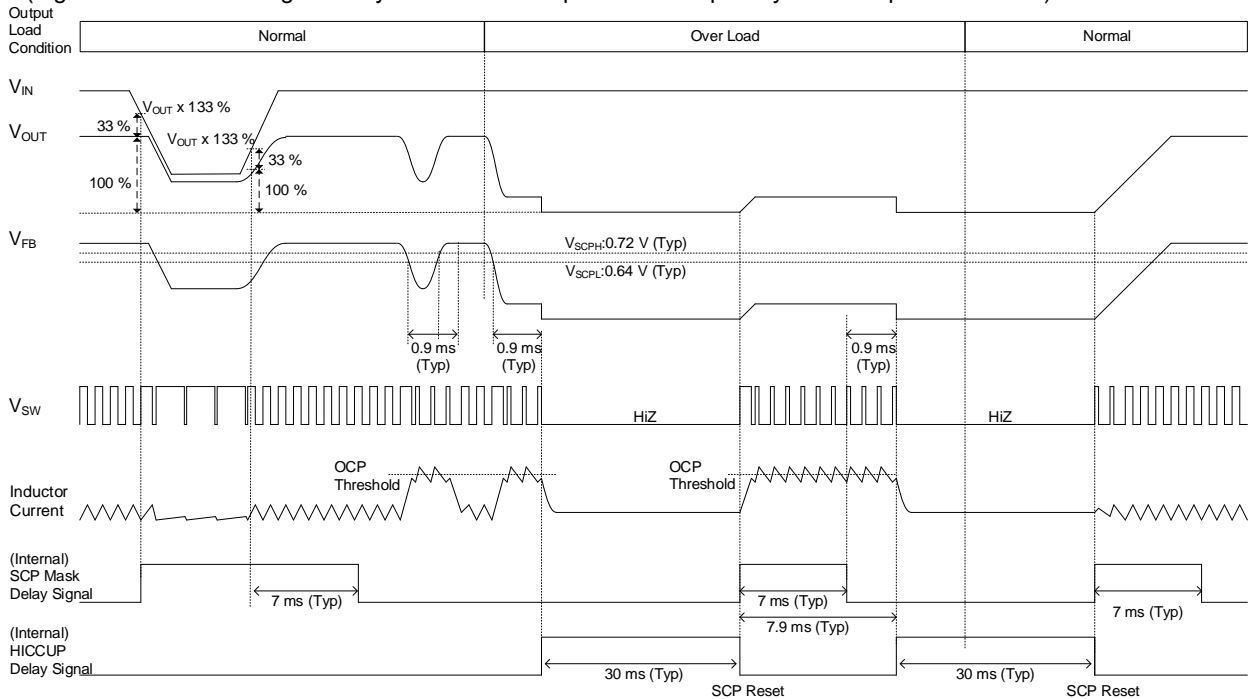 Output
Load
Condition
Normal
Over Load
Normal
VIN
VOUT x 133 %
33 %
VOUT
VOUT x 133 %
33 %
100 %
100 %
VFB
VSCPH:0.72 V (Typ)
VSCPL:0.64 V (Typ)
0.9 ms
(Typ)
0.9 ms
(Typ)
0.9 ms
(Typ)
VSW
HiZ
HiZ
OCP
Threshold
OCP
Threshold
Inductor
Current
(Internal)
SCP Mask
Delay Signal
7 ms (Typ)
7 ms (Typ)
7 ms (Typ)
7.9 ms (Typ)
(Internal)
HICCUP
Delay Signal
30 ms (Typ)
30 ms (Typ)
SCP Reset
SCP Reset